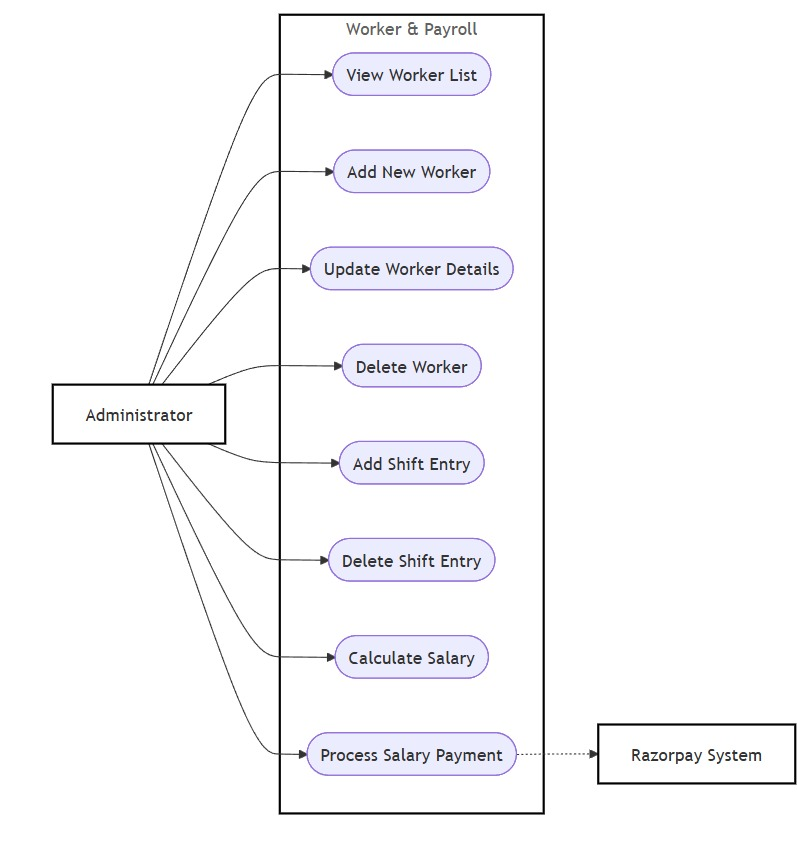 Worker & Payroll
View Worker List
Add New Worker
Update Worker Details
Delete Worker
Administrator
Add Shift Entry
Delete Shift Entry
Calculate Salary
Process Salary Payment
Razorpay System